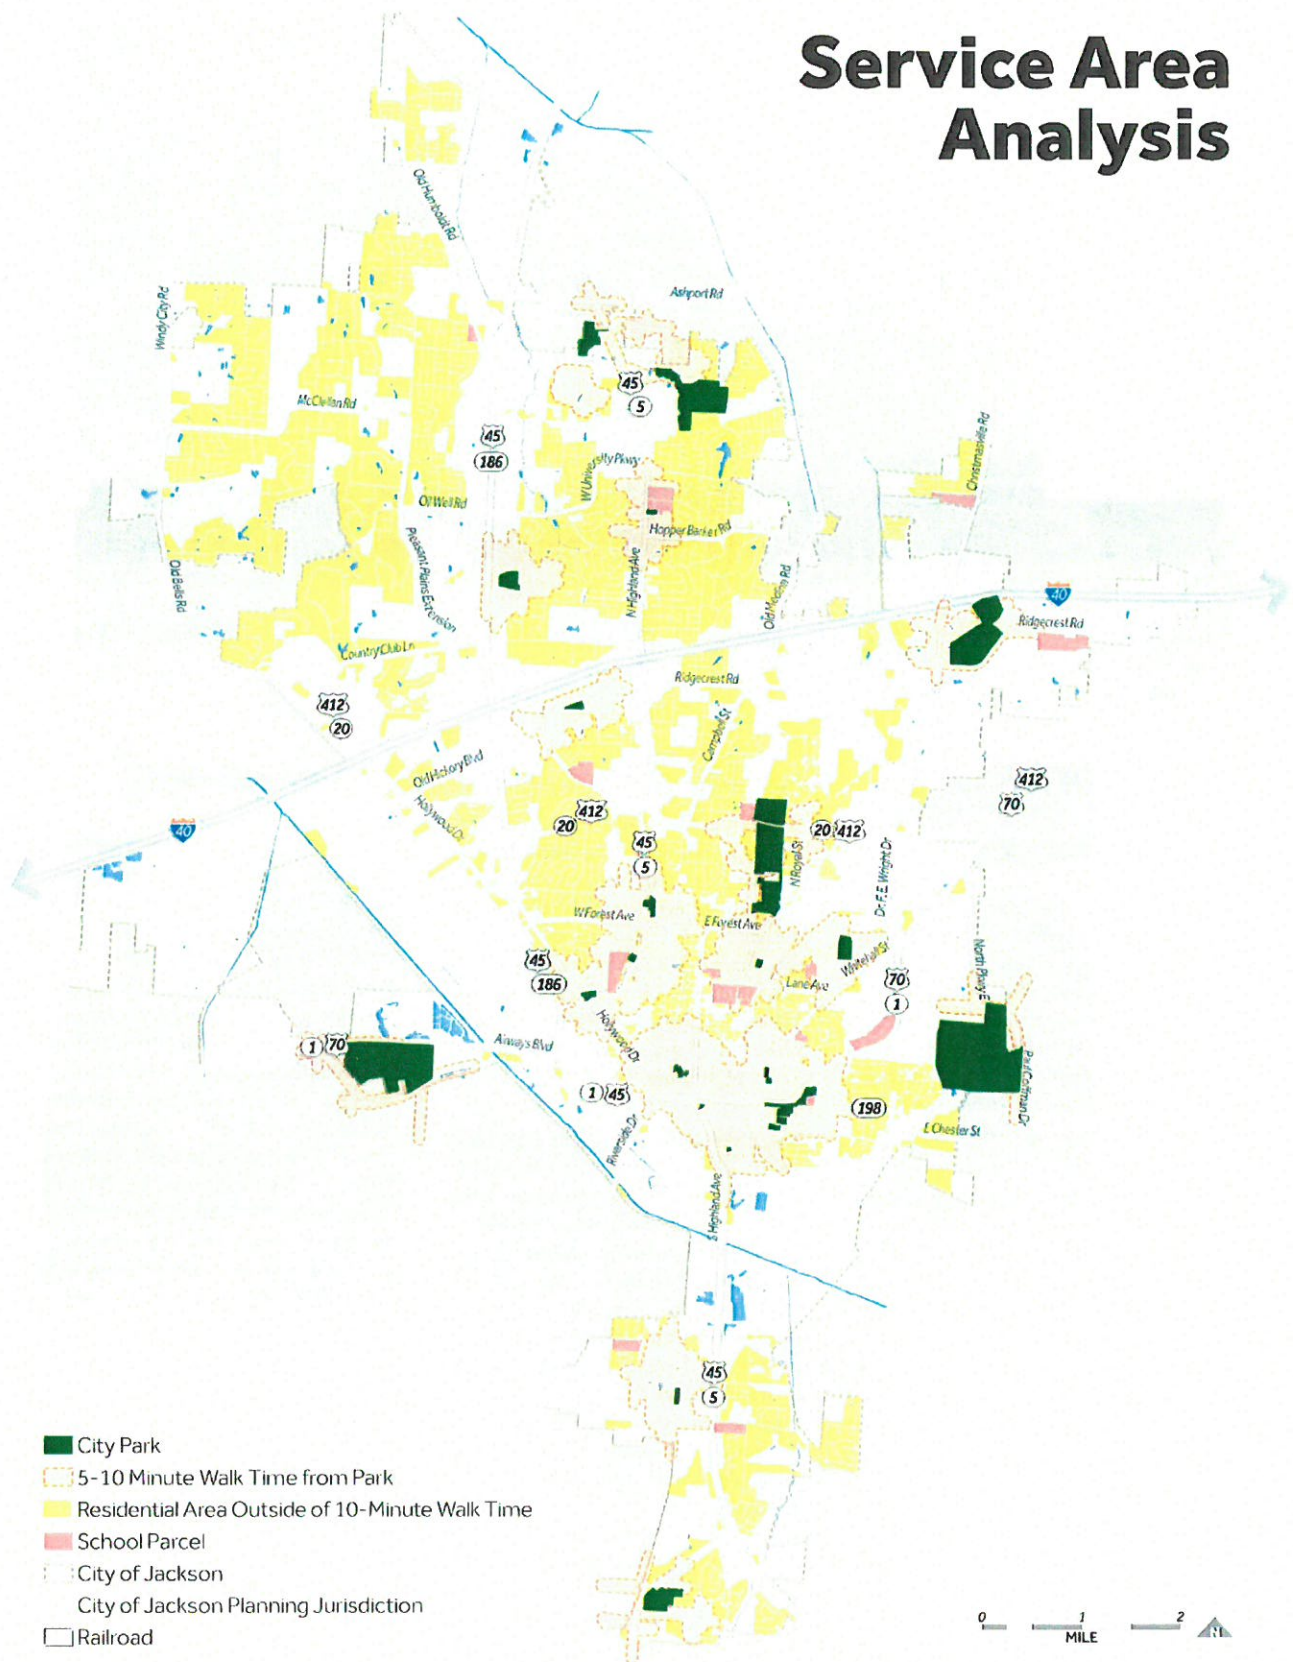 Service Area
Analysis
Old Humboldt Rd
Windy City Rd
Ashport Rd
45
5
McClellan Rd
45
186
W University Pkwy
Christmasville Rd
Oil Well Rd
Hopper Barker Rd
Pleasant Plains Extension
Old Bells Rd
N Highland Ave
Old Medina Rd
40
Ridgecrest Rd
Country Club Ln
Ridgecrest Rd
412
20
Campbell St
Old Hickory Blvd
412
70
Hollywood Dr
412
20
20
412
40
45
5
N Royal St
Dr. F. E. Wright Dr
W Forest Ave
E Forest Ave
45
186
Whitehall St
Lane Ave
70
1
North Pkwy E
Hollywood Dr
1
70
Airways Blvd
1
45
198
E Chester St
Riverside Dr
S Highland Ave
45
5
City Park
5-10 Minute Walk Time from Park
Residential Area Outside of 10-Minute Walk Time
School Parcel
City of Jackson
City of Jackson Planning Jurisdiction
Railroad
0
1
2
MILE
N